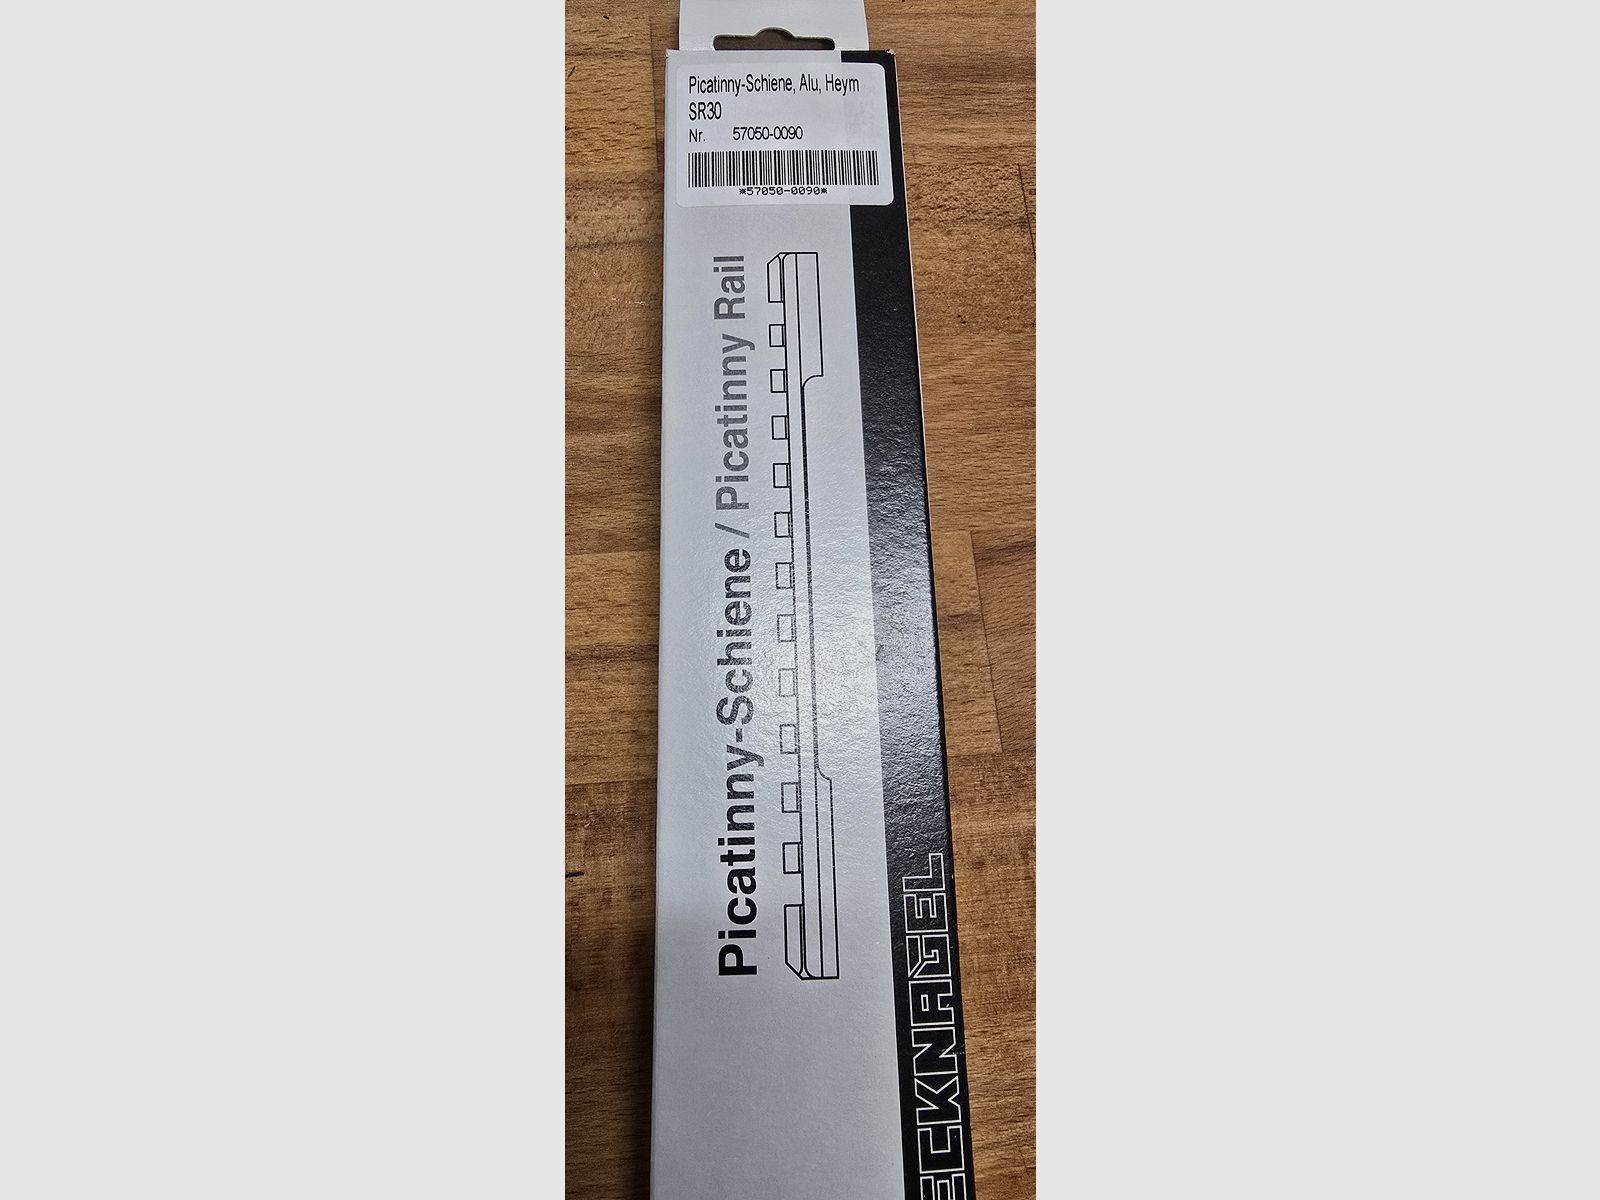 Picatinny-Schiene, Alu, Heym
SR30
Nr. 57050-0090
*57050-0090*
Picatinny-Schiene / Picatinny Rail
ECKNAGEL